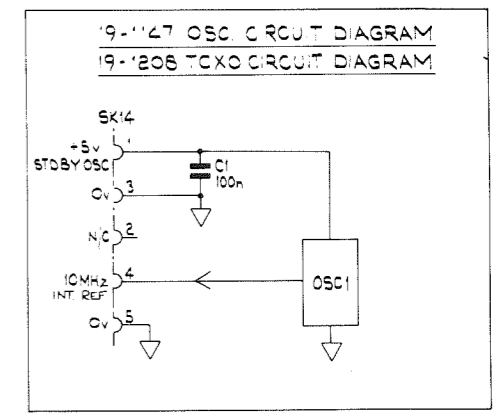 19-1147 OSC. CIRCUIT DIAGRAM
19-1208 TCXO CIRCUIT DIAGRAM
SK14
+5v 1
STDBY OSC
C1
100n
0v 3
N/C 2
10MHz 4
INT. REF
OSC1
0v 5